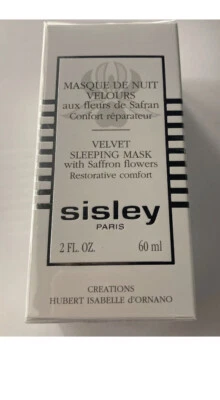 MASQUE DE NUIT
VELOURS
aux fleurs de Safran
Confort réparateur
VELVET
SLEEPING MASK
with Saffron flowers
Restorative comfort
sisley
PARIS
2 FL. OZ. 60 ml
CREATIONS
HUBERT ISABELLE d'ORNANO